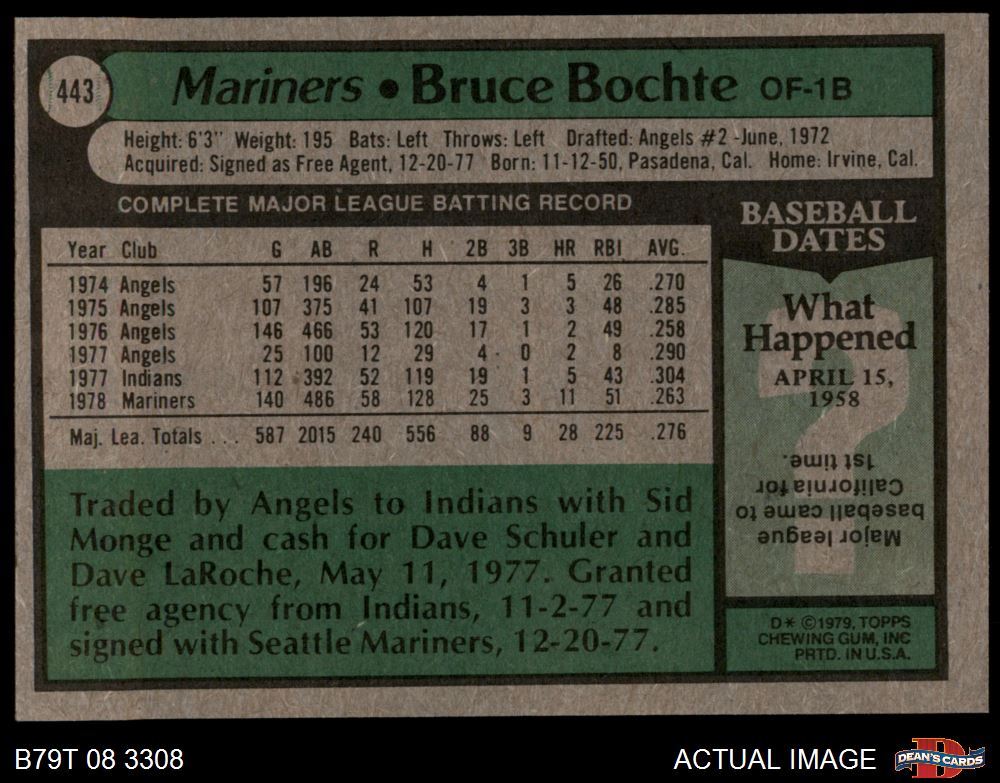 443
Mariners • Bruce Bochte OF-1B
Height: 6'3" Weight: 195 Bats: Left Throws: Left Drafted: Angels #2 -June, 1972
Acquired: Signed as Free Agent, 12-20-77 Born: 11-12-50, Pasadena, Cal. Home: Irvine, Cal.
COMPLETE MAJOR LEAGUE BATTING RECORD
Year Club G AB R H 2B 3B HR RBI AVG.
1974 Angels 57 196 24 53 4 1 5 26 .270
1975 Angels 107 375 41 107 19 3 3 48 .285
1976 Angels 146 466 53 120 17 1 2 49 .258
1977 Angels 25 100 12 29 4 0 2 8 .290
1977 Indians 112 392 52 119 19 1 5 43 .304
1978 Mariners 140 486 58 128 25 3 11 51 .263
Maj. Lea. Totals ... 587 2015 240 556 88 9 28 225 .276
Traded by Angels to Indians with Sid
Monge and cash for Dave Schuler and
Dave LaRoche, May 11, 1977. Granted
free agency from Indians, 11-2-77 and
signed with Seattle Mariners, 12-20-77.
BASEBALL
DATES
What
Happened
APRIL 15,
1958
?
Major league
baseball came to
California for
1st time.
D* ©1979, TOPPS
CHEWING GUM, INC
PRTD. IN U.S.A.
B79T 08 3308
ACTUAL IMAGE
D
DEAN'S CARDS